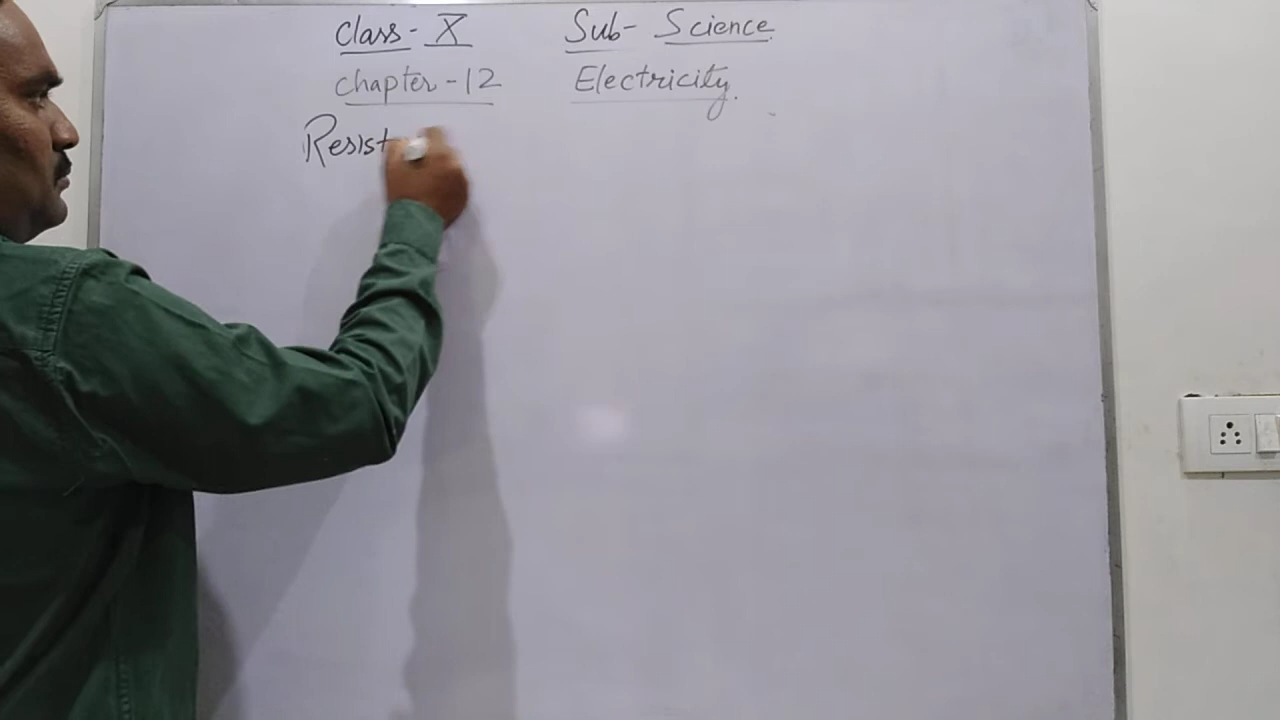 Class - X Sub - Science
Chapter - 12 Electricity.
Resist